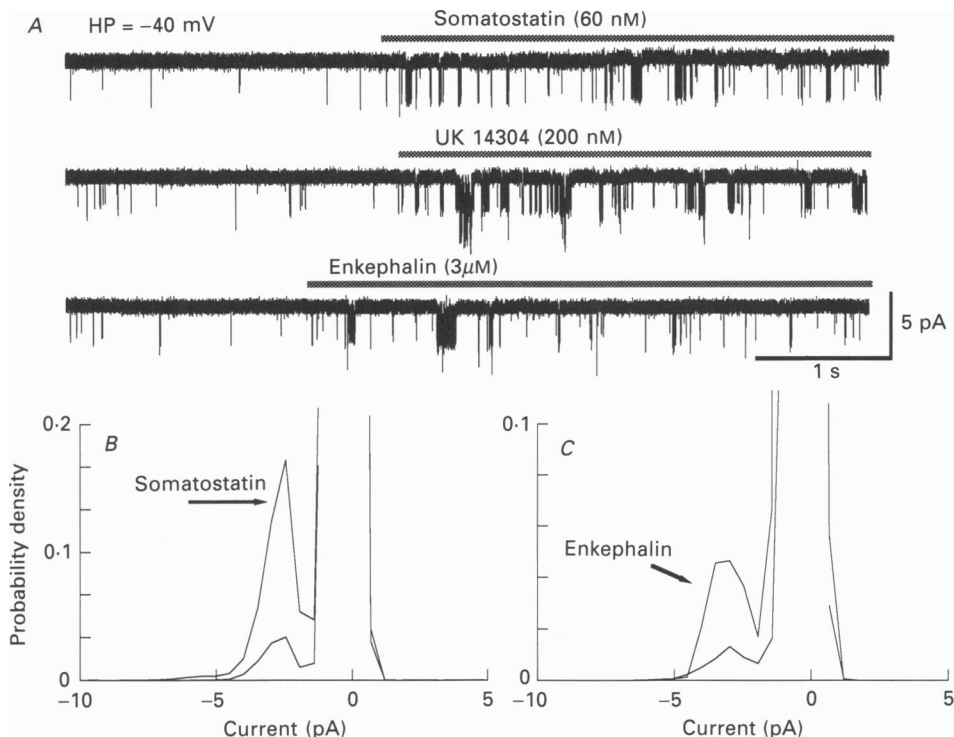 A HP = −40 mV
Somatostatin (60 nM)
UK 14304 (200 nM)
Enkephalin (3μM)
5 pA
1 s
B
Somatostatin
Probability density
0·2
0·1
0
−10
−5
0
5
Current (pA)
C
Enkephalin
0·1
0
−10
−5
0
5
Current (pA)